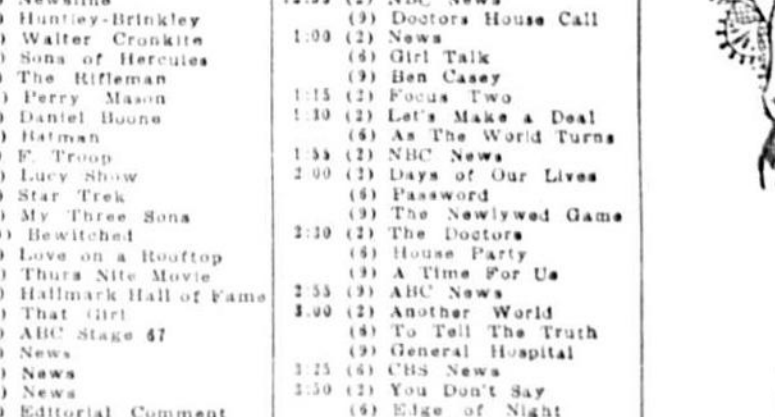 Newsline
) Huntley-Brinkley
) Walter Cronkite
) Sons of Hercules
) The Rifleman
) Perry Mason
) Daniel Boone
) Batman
) F. Troop
) Lucy Show
) Star Trek
) My Three Sons
) Bewitched
) Love on a Rooftop
) Thurs Nite Movie
) Hallmark Hall of Fame
) That Girl
) ABC Stage 67
) News
) News
) News
) Editorial Comment
(2) NBC News
(9) Doctors House Call
1:00 (2) News
(6) Girl Talk
(9) Ben Casey
1:15 (2) Focus Two
1:30 (2) Let's Make a Deal
(6) As The World Turns
1:55 (2) NBC News
2:00 (2) Days of Our Lives
(6) Password
(9) The Newlywed Game
2:30 (2) The Doctors
(6) House Party
(9) A Time For Us
2:55 (9) ABC News
3.00 (2) Another World
(6) To Tell The Truth
(9) General Hospital
3:25 (6) CBS News
3:30 (2) You Don't Say
(6) Edge of Night